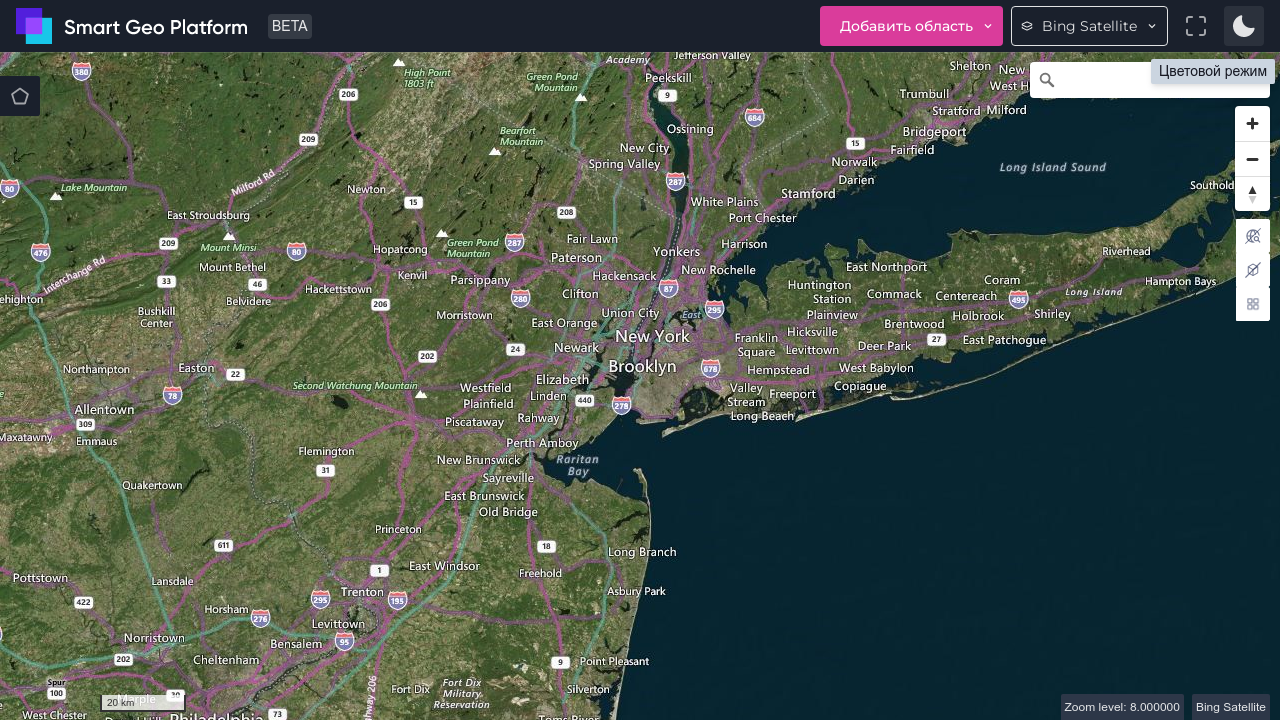 Smart Geo Platform
BETA
Добавить область
Bing Satellite
Цветовой режим
Academy
Jefferson Valley
Shelton
New
380
High Point
1803 ft
Green Pond
Mountain
Peekskill
West H
206
9
Trumbull
Stratford
Milford
684
Ossining
Bridgeport
209
Bearfort
Mountain
New City
15
Fairfield
Spring Valley
Norwalk
Long Island Sound
80
Lake Mountain
Milford Rd
Newton
287
Darien
Southold
Stamford
15
White Plains
East Stroudsburg
208
Port Chester
209
Mount Minsi
Fair Lawn
Harrison
476
80
Hopatcong
Green Pond
Mountain
287
Paterson
Yonkers
Riverhead
Interchange Rd
Mount Bethel
Kenvil
Parsippany
Hackensack
New Rochelle
East Northport
33
46
Hackettstown
Clifton
87
Huntington
Station
Coram
Hampton Bays
ehighton
Belvidere
206
280
Commack
Centereach
495
Long Island
Bushkill
Center
Morristown
Union City
East
295
Plainview
Holbrook
Shirley
East Orange
Brentwood
New York
Hicksville
24
Newark
Franklin
Square
Levittown
Deer Park
27
East Patchogue
202
Northampton
Easton
22
Brooklyn
678
Hempstead
West Babylon
Second Watchung Mountain
Westfield
Elizabeth
Valley
Stream
Freeport
Copiague
78
Linden
440
278
Allentown
Plainfield
Rahway
Long Beach
309
Piscataway
Maxatawny
Emmaus
Perth Amboy
Flemington
New Brunswick
Raritan
Bay
31
Sayreville
Quakertown
East Brunswick
Old Bridge
Princeton
611
18
Long Branch
1
East Windsor
Freehold
Pottstown
Lansdale
Trenton
Asbury Park
422
295
195
Horsham
276
Levittown
Norristown
95
Bensalem
202
Cheltenham
9
Point Pleasant
Spur
100
Fort Dix
Fort Dix
Military
Reservation
Silverton
20 km
Marple
30
West Chester
Philadelphia
73
hway 206
Toms River
Zoom level: 8.000000
Bing Satellite